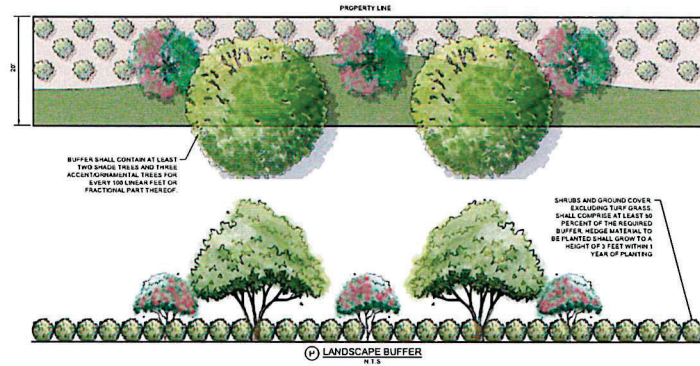 PROPERTY LINE
20'
BUFFER SHALL CONTAIN AT LEAST
TWO SHADE TREES AND THREE
ACCENT/ORNAMENTAL TREES FOR
EVERY 100 LINEAR FEET OR
FRACTIONAL PART THEREOF.
SHRUBS AND GROUND COVER,
EXCLUDING TURF GRASS,
SHALL COMPRISE AT LEAST 50
PERCENT OF THE REQUIRED
BUFFER. HEDGE MATERIAL TO
BE PLANTED SHALL GROW TO A
HEIGHT OF 3 FEET WITHIN 1
YEAR OF PLANTING
P LANDSCAPE BUFFER
N.T.S